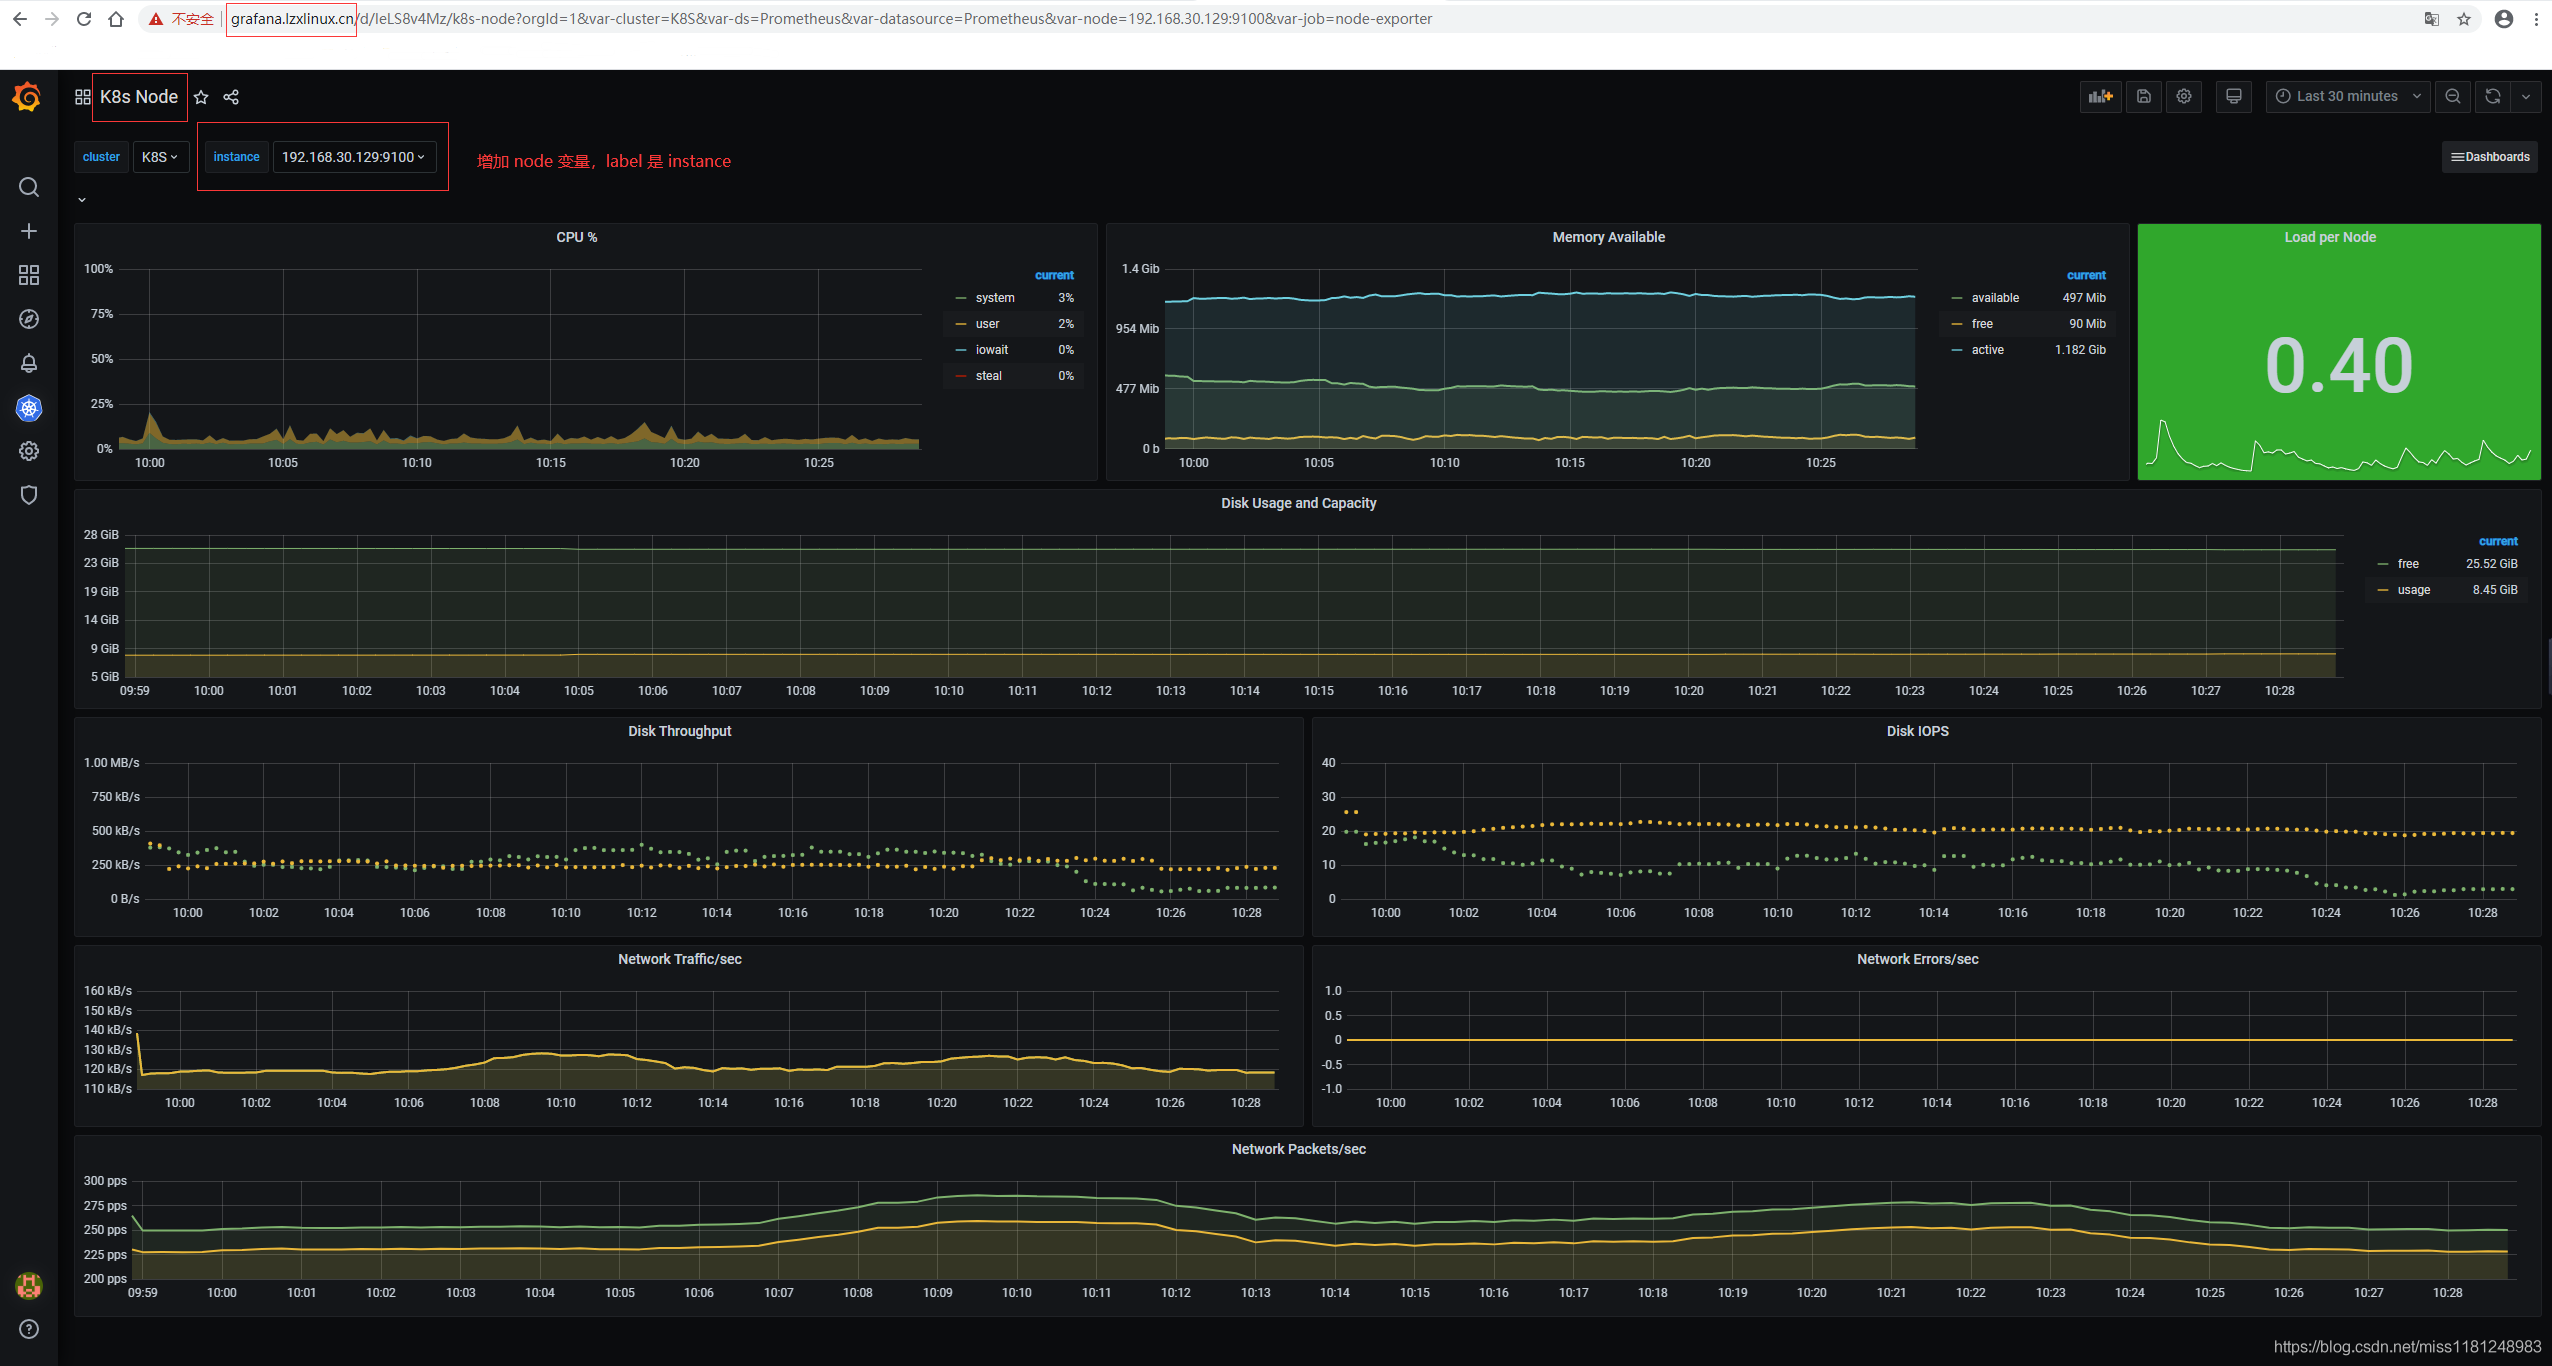 不安全 grafana.lzxlinux.cn/d/IeLS8v4Mz/k8s-node?orgId=1&var-cluster=K8S&var-ds=Prometheus&var-datasource=Prometheus&var-node=192.168.30.129:9100&var-job=node-exporter
K8s Node
Last 30 minutes
cluster K8S instance 192.168.30.129:9100
增加 node 变量，label 是 instance
Dashboards
CPU %
100%
75%
50%
25%
0%
10:00 10:05 10:10 10:15 10:20 10:25
current
system 3%
user 2%
iowait 0%
steal 0%
Memory Available
1.4 Gib
954 Mib
477 Mib
0 b
10:00 10:05 10:10 10:15 10:20 10:25
current
available 497 Mib
free 90 Mib
active 1.182 Gib
Load per Node
0.40
Disk Usage and Capacity
28 GiB
23 GiB
19 GiB
14 GiB
9 GiB
5 GiB
09:59 10:00 10:01 10:02 10:03 10:04 10:05 10:06 10:07 10:08 10:09 10:10 10:11 10:12 10:13 10:14 10:15 10:16 10:17 10:18 10:19 10:20 10:21 10:22 10:23 10:24 10:25 10:26 10:27 10:28
current
free 25.52 GiB
usage 8.45 GiB
Disk Throughput
1.00 MB/s
750 kB/s
500 kB/s
250 kB/s
0 B/s
10:00 10:02 10:04 10:06 10:08 10:10 10:12 10:14 10:16 10:18 10:20 10:22 10:24 10:26 10:28
Disk IOPS
40
30
20
10
0
10:00 10:02 10:04 10:06 10:08 10:10 10:12 10:14 10:16 10:18 10:20 10:22 10:24 10:26 10:28
Network Traffic/sec
160 kB/s
150 kB/s
140 kB/s
130 kB/s
120 kB/s
110 kB/s
10:00 10:02 10:04 10:06 10:08 10:10 10:12 10:14 10:16 10:18 10:20 10:22 10:24 10:26 10:28
Network Errors/sec
1.0
0.5
0
-0.5
-1.0
10:00 10:02 10:04 10:06 10:08 10:10 10:12 10:14 10:16 10:18 10:20 10:22 10:24 10:26 10:28
Network Packets/sec
300 pps
275 pps
250 pps
225 pps
200 pps
09:59 10:00 10:01 10:02 10:03 10:04 10:05 10:06 10:07 10:08 10:09 10:10 10:11 10:12 10:13 10:14 10:15 10:16 10:17 10:18 10:19 10:20 10:21 10:22 10:23 10:24 10:25 10:26 10:27 10:28
https://blog.csdn.net/miss1181248983